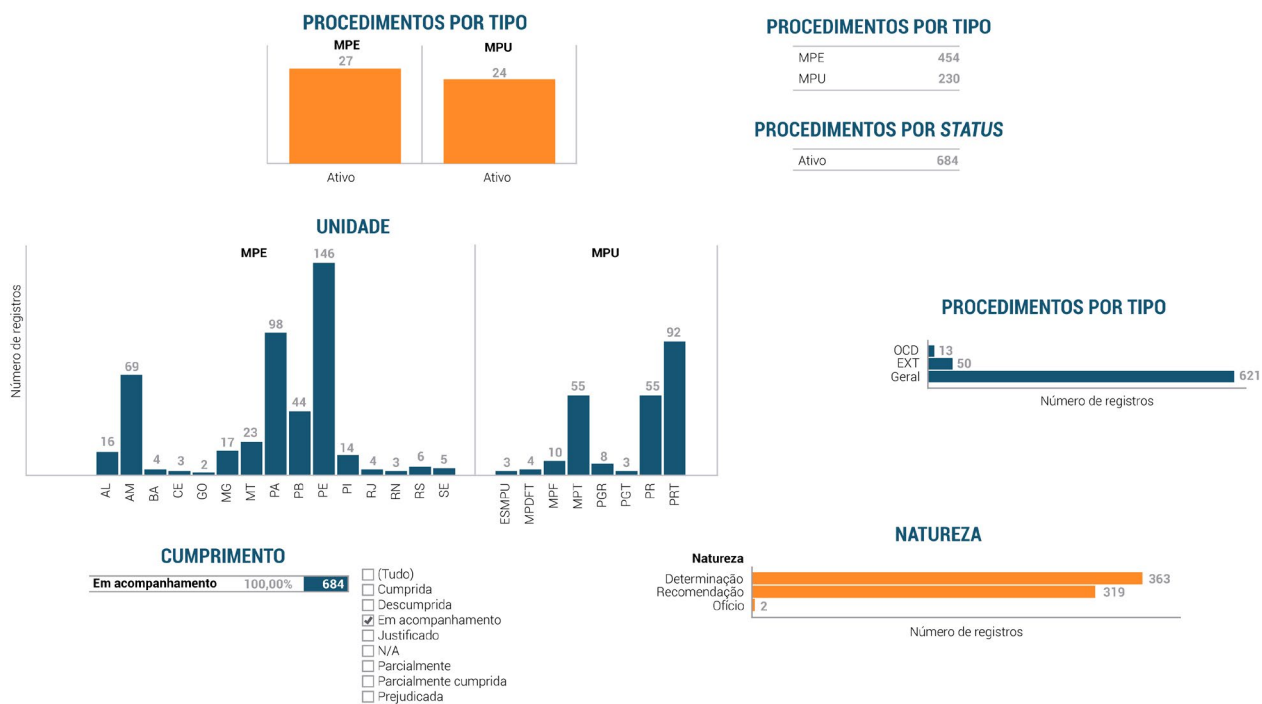 PROCEDIMENTOS POR TIPO
MPE
27
MPU
24
Ativo
Ativo
PROCEDIMENTOS POR TIPO
MPE 454
MPU 230
PROCEDIMENTOS POR STATUS
Ativo 684
UNIDADE
MPE
MPU
Número de registros
16
69
4
3
2
17
23
98
44
146
14
4
3
6
5
3
4
10
55
8
3
55
92
AL
AM
BA
CE
GO
MG
MT
PA
PB
PE
PI
RJ
RN
RS
SE
ESMPU
MPDFT
MPF
MPT
PGR
PGT
PR
PRT
PROCEDIMENTOS POR TIPO
OCD 13
EXT 50
Geral 621
Número de registros
CUMPRIMENTO
Em acompanhamento 100,00% 684
(Tudo)
Cumprida
Descumprida
Em acompanhamento
Justificado
N/A
Parcialmente
Parcialmente cumprida
Prejudicada
NATUREZA
Natureza
Determinação 363
Recomendação 319
Ofício 2
Número de registros